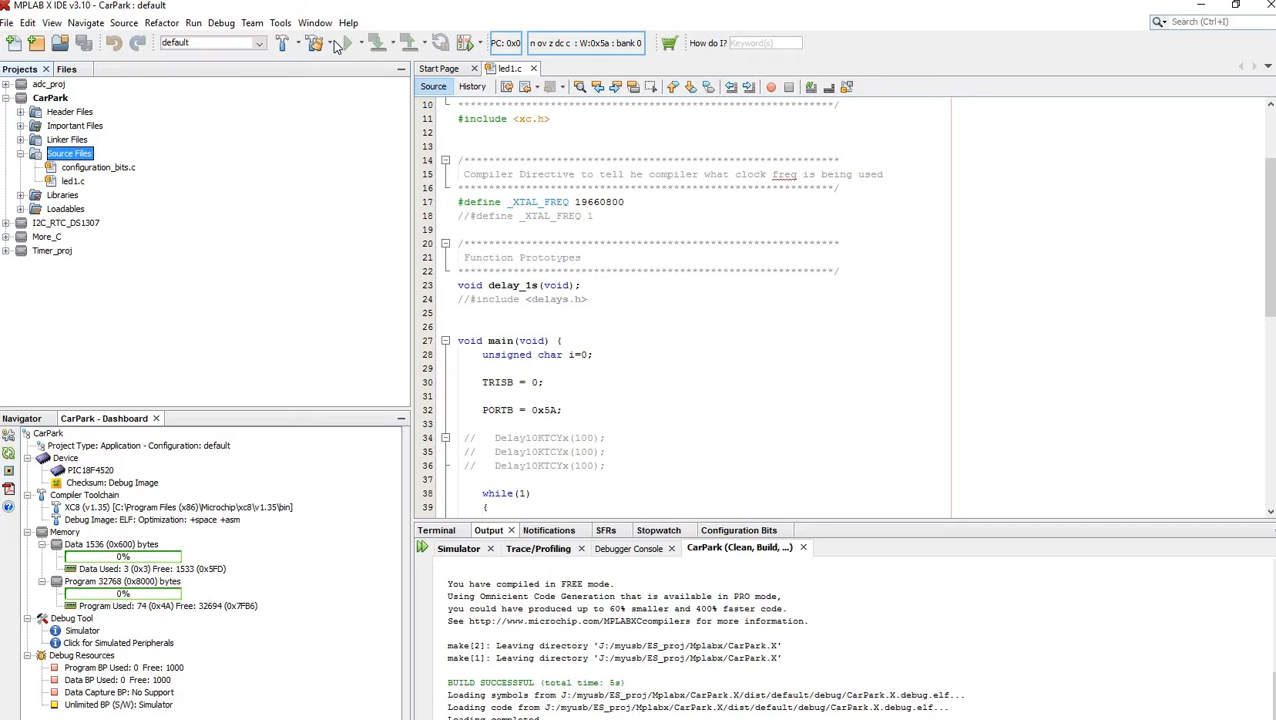 MPLAB X IDE v3.10 - CarPark : default
File Edit View Navigate Source Refactor Run Debug Team Tools Window Help
Search (Ctrl+I)
default
PC: 0x0
n ov z dc c : W:0x5a : bank 0
How do I?
Keyword(s)
Projects
Files
adc_proj
CarPark
Header Files
Important Files
Linker Files
Source Files
configuration_bits.c
led1.c
Libraries
Loadables
I2C_RTC_DS1307
More_C
Timer_proj
Navigator
CarPark - Dashboard
CarPark
Project Type: Application - Configuration: default
Device
PIC18F4520
Checksum: Debug Image
Compiler Toolchain
XC8 (v1.35) [C:\Program Files (x86)\Microchip\xc8\v1.35\bin]
Debug Image: ELF: Optimization: +space +asm
Memory
Data 1536 (0x600) bytes
0%
Data Used: 3 (0x3) Free: 1533 (0x5FD)
Program 32768 (0x8000) bytes
0%
Program Used: 74 (0x4A) Free: 32694 (0x7FB6)
Debug Tool
Simulator
Click for Simulated Peripherals
Debug Resources
Program BP Used: 0 Free: 1000
Data BP Used: 0 Free: 1000
Data Capture BP: No Support
Unlimited BP (S/W): Simulator
Start Page
led1.c
Source
History
10 **************************************************************/
11 #include <xc.h>
12
13
14 /*************************************************************
15 Compiler Directive to tell he compiler what clock freq is being used
16 **************************************************************/
17 #define _XTAL_FREQ 19660800
18 //#define _XTAL_FREQ 1
19
20 /*************************************************************
21 Function Prototypes
22 **************************************************************/
23 void delay_1s(void);
24 //#include <delays.h>
25
26
27 void main(void) {
28 unsigned char i=0;
29
30 TRISB = 0;
31
32 PORTB = 0x5A;
33
34 // Delay10KTCYx(100);
35 // Delay10KTCYx(100);
36 // Delay10KTCYx(100);
37
38 while(1)
39 {
Terminal
Output
Notifications
SFRs
Stopwatch
Configuration Bits
Simulator
Trace/Profiling
Debugger Console
CarPark (Clean, Build, ...)
You have compiled in FREE mode.
Using Omnicient Code Generation that is available in PRO mode,
you could have produced up to 60% smaller and 400% faster code.
See http://www.microchip.com/MPLABXCcompilers for more information.
make[2]: Leaving directory 'J:/myusb/ES_proj/Mplabx/CarPark.X'
make[1]: Leaving directory 'J:/myusb/ES_proj/Mplabx/CarPark.X'
BUILD SUCCESSFUL (total time: 5s)
Loading symbols from J:/myusb/ES_proj/Mplabx/CarPark.X/dist/default/debug/CarPark.X.debug.elf...
Loading code from J:/myusb/ES_proj/Mplabx/CarPark.X/dist/default/debug/CarPark.X.debug.elf...
Loading completed